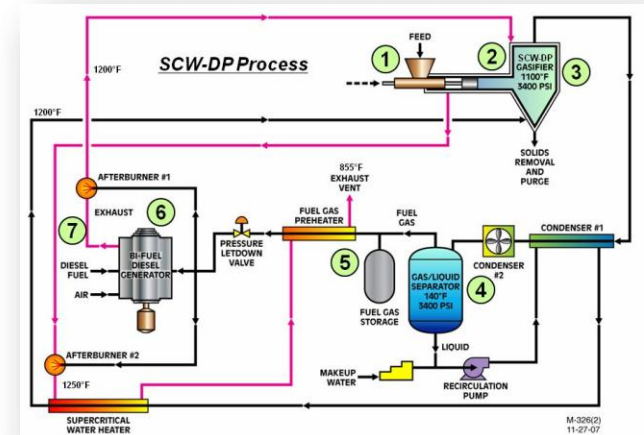 SCW-DP Process
FEED
1
2
SCW-DP
GASIFIER
1100°F
3400 PSI
3
SOLIDS
REMOVAL
AND
PURGE
1200°F
1200°F
AFTERBURNER #1
EXHAUST
7
6
BI-FUEL
DIESEL
GENERATOR
DIESEL
FUEL
AIR
AFTERBURNER #2
1250°F
SUPERCRITICAL
WATER HEATER
PRESSURE
LETDOWN
VALVE
855°F
EXHAUST
VENT
FUEL GAS
PREHEATER
FUEL
GAS
5
FUEL GAS
STORAGE
GAS/LIQUID
SEPARATOR
140°F
3400 PSI
4
CONDENSER
#2
CONDENSER #1
LIQUID
MAKEUP
WATER
RECIRCULATION
PUMP
M-326(2)
11-27-07